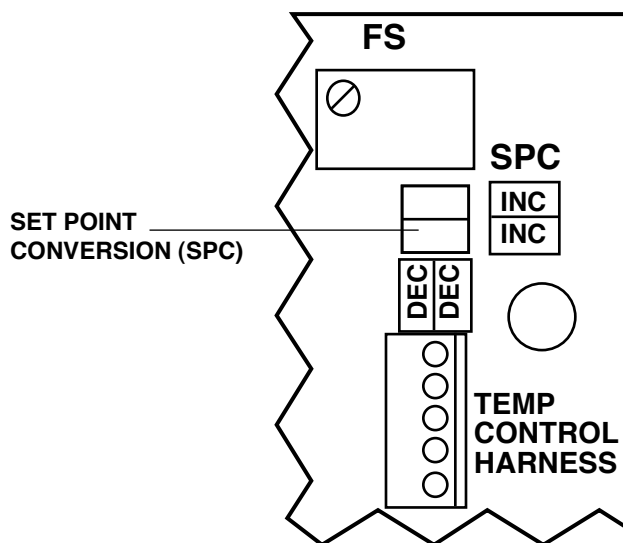 FS
SPC
INC
INC
SET POINT
CONVERSION (SPC)
DEC
DEC
TEMP
CONTROL
HARNESS